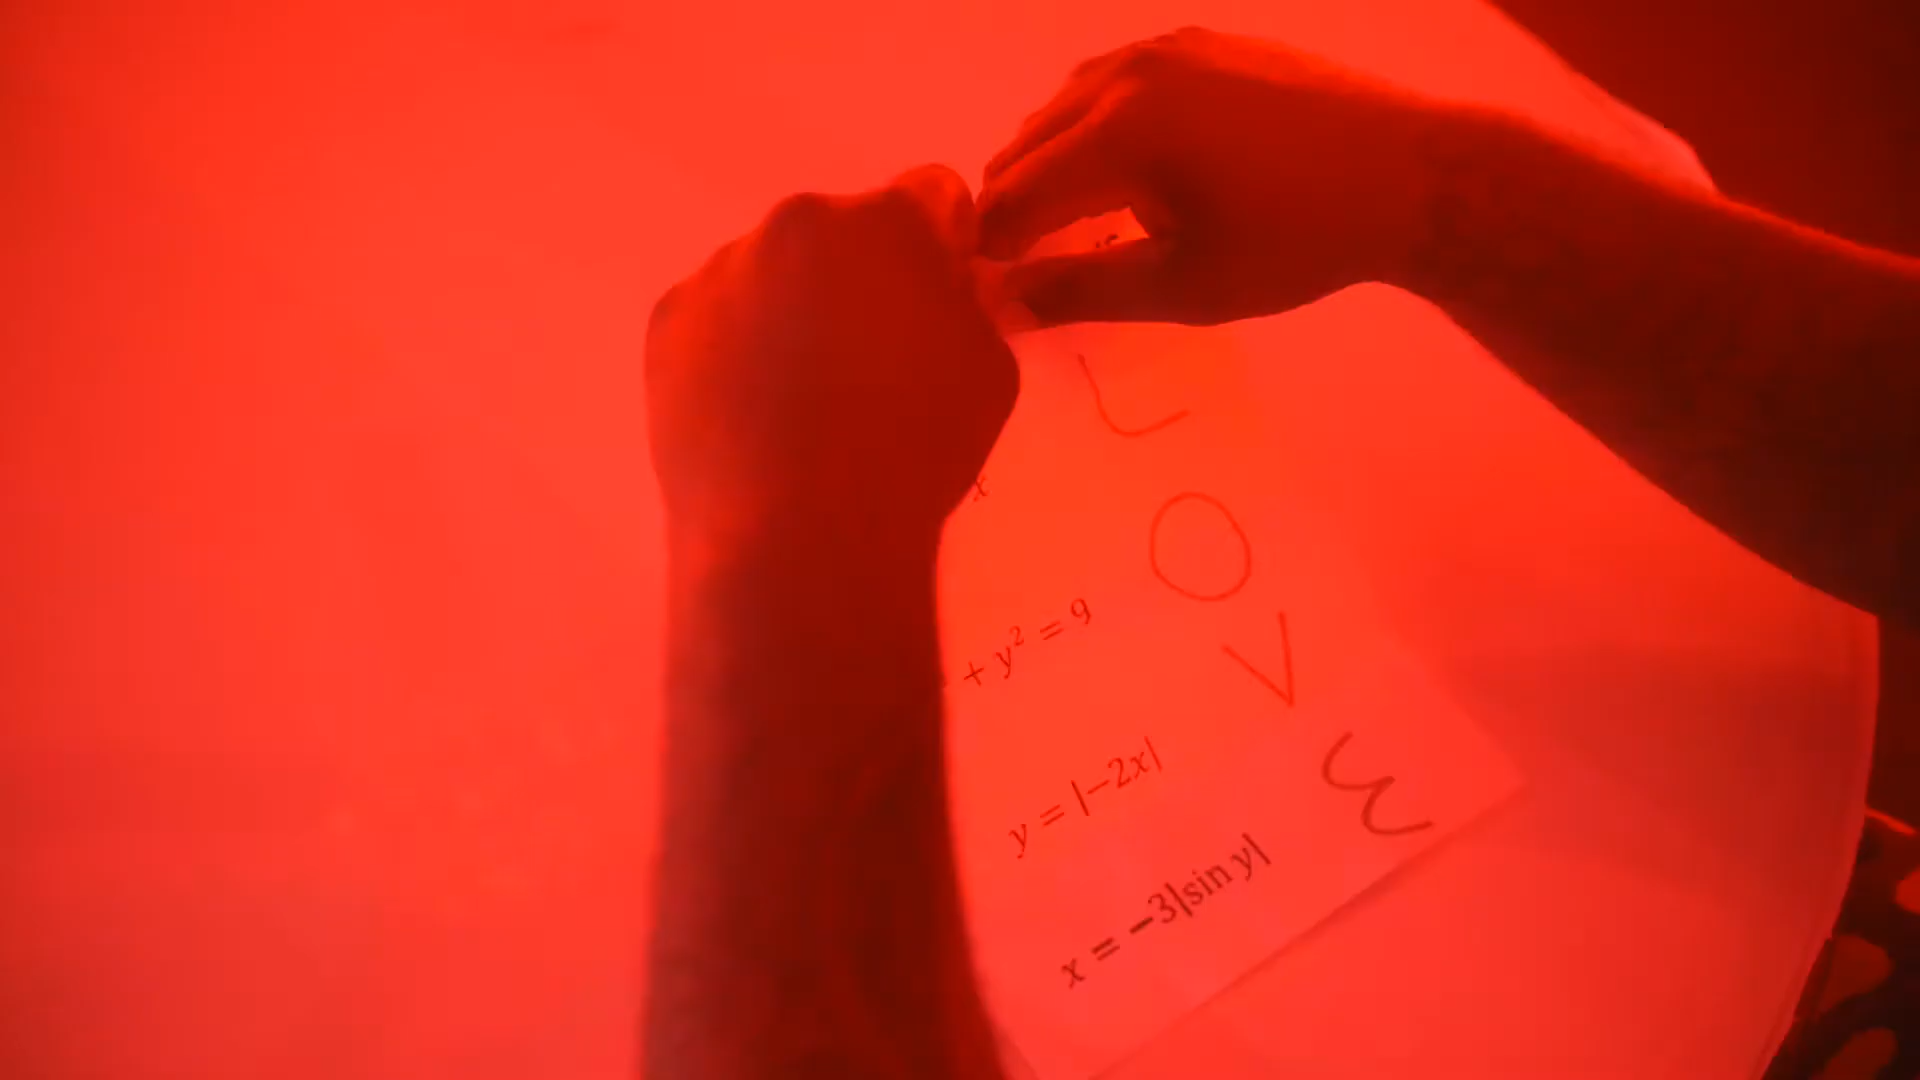 x
L
+ y² = 9
O
y = |−2x|
V
x = −3|sin y|
Ɛ